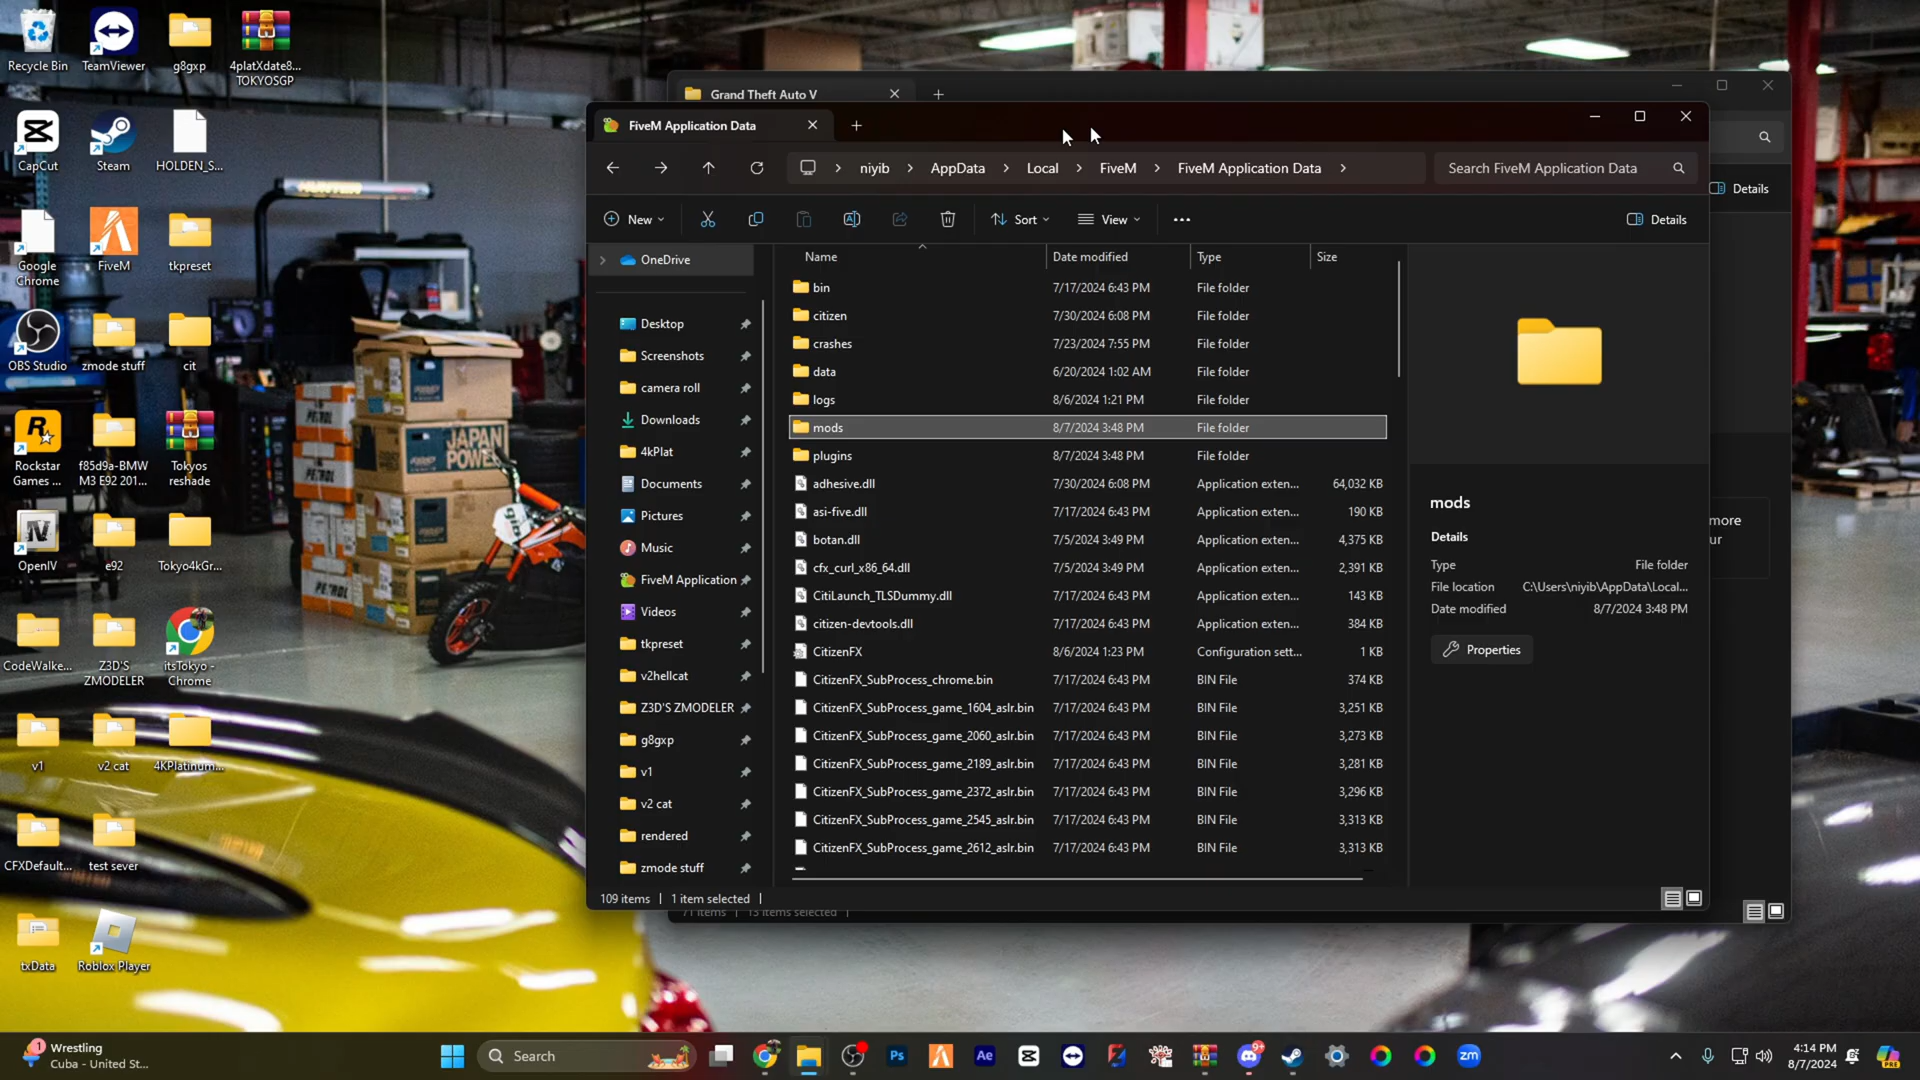 Recycle Bin
TeamViewer
g8gxp
4platXdate8...
TOKYOSGP
CapCut
Steam
HOLDEN_S...
Google
Chrome
FiveM
tkpreset
OBS Studio
zmode stuff
cit
Rockstar
Games ...
f85d9a-BMW
M3 E92 201...
Tokyos
reshade
OpenIV
e92
Tokyo4kGr...
CodeWalke...
Z3D'S
ZMODELER
itsTokyo -
Chrome
v1
v2 cat
4KPlatinum...
CFXDefault...
test sever
txData
Roblox Player
JAPAN
POWER
Grand Theft Auto V
Details
more
ur
71 items
13 items selected
FiveM Application Data
niyib
AppData
Local
FiveM
FiveM Application Data
Search FiveM Application Data
New
Sort
View
Details
OneDrive
Desktop
Screenshots
camera roll
Downloads
4kPlat
Documents
Pictures
Music
FiveM Application
Videos
tkpreset
v2hellcat
Z3D'S ZMODELER
g8gxp
v1
v2 cat
rendered
zmode stuff
Name Date modified Type Size
bin 7/17/2024 6:43 PM File folder
citizen 7/30/2024 6:08 PM File folder
crashes 7/23/2024 7:55 PM File folder
data 6/20/2024 1:02 AM File folder
logs 8/6/2024 1:21 PM File folder
mods 8/7/2024 3:48 PM File folder
plugins 8/7/2024 3:48 PM File folder
adhesive.dll 7/30/2024 6:08 PM Application exten... 64,032 KB
asi-five.dll 7/17/2024 6:43 PM Application exten... 190 KB
botan.dll 7/5/2024 3:49 PM Application exten... 4,375 KB
cfx_curl_x86_64.dll 7/5/2024 3:49 PM Application exten... 2,391 KB
CitiLaunch_TLSDummy.dll 7/17/2024 6:43 PM Application exten... 143 KB
citizen-devtools.dll 7/17/2024 6:43 PM Application exten... 384 KB
CitizenFX 8/6/2024 1:23 PM Configuration sett... 1 KB
CitizenFX_SubProcess_chrome.bin 7/17/2024 6:43 PM BIN File 374 KB
CitizenFX_SubProcess_game_1604_aslr.bin 7/17/2024 6:43 PM BIN File 3,251 KB
CitizenFX_SubProcess_game_2060_aslr.bin 7/17/2024 6:43 PM BIN File 3,273 KB
CitizenFX_SubProcess_game_2189_aslr.bin 7/17/2024 6:43 PM BIN File 3,281 KB
CitizenFX_SubProcess_game_2372_aslr.bin 7/17/2024 6:43 PM BIN File 3,296 KB
CitizenFX_SubProcess_game_2545_aslr.bin 7/17/2024 6:43 PM BIN File 3,313 KB
CitizenFX_SubProcess_game_2612_aslr.bin 7/17/2024 6:43 PM BIN File 3,313 KB
mods
Details
Type File folder
File location C:\Users\niyib\AppData\Local...
Date modified 8/7/2024 3:48 PM
Properties
109 items
1 item selected
1
Wrestling
Cuba - United St...
Search
Ps
Ae
9+
zm
4:14 PM
8/7/2024
PRE